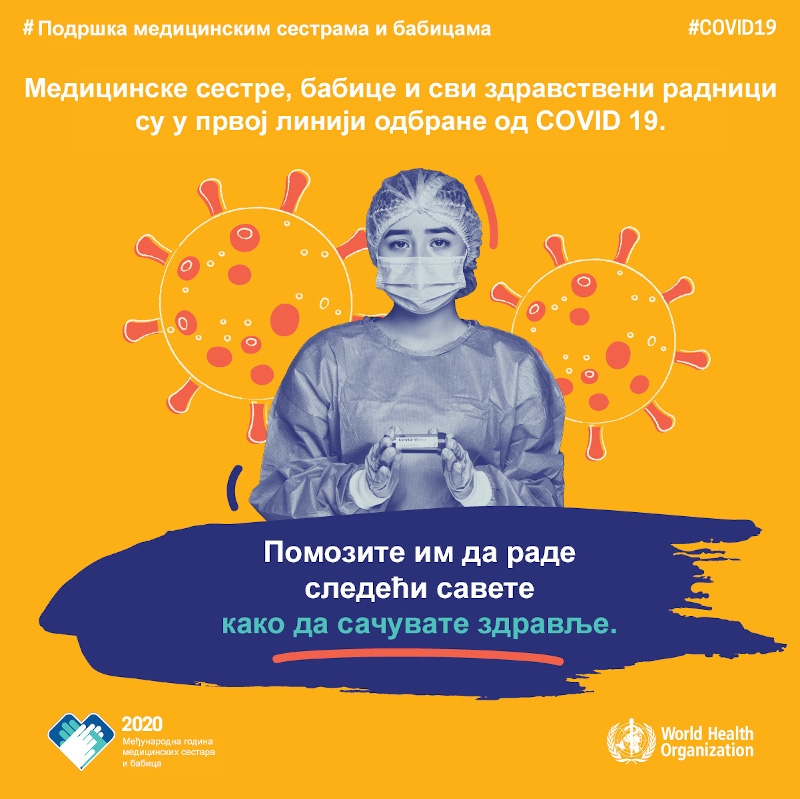 # Подршка медицинским сестрама и бабицама
#COVID19
Медицинске сестре, бабице и сви здравствени радници
су у првој линији одбране од COVID 19.
Помозите им да раде
следећи савете
како да сачувате здравље.
2020
Међународна година
медицинских сестара
и бабица
World Health
Organization